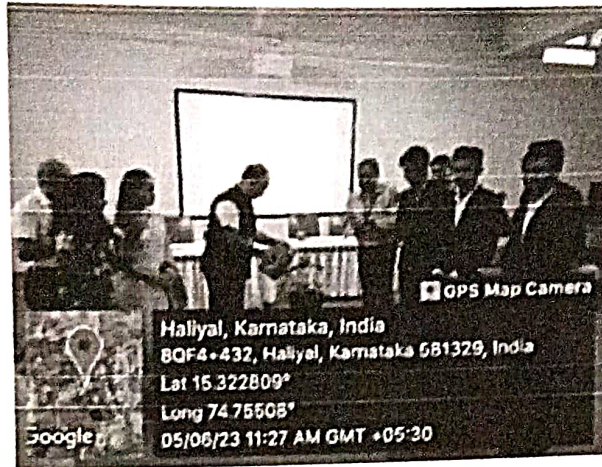 GPS Map Camera
Haliyal, Karnataka, India
8QF4+432, Haliyal, Karnataka 581329, India
Lat 15.322809°
Long 74.75508°
05/06/23 11:27 AM GMT +05:30
Google